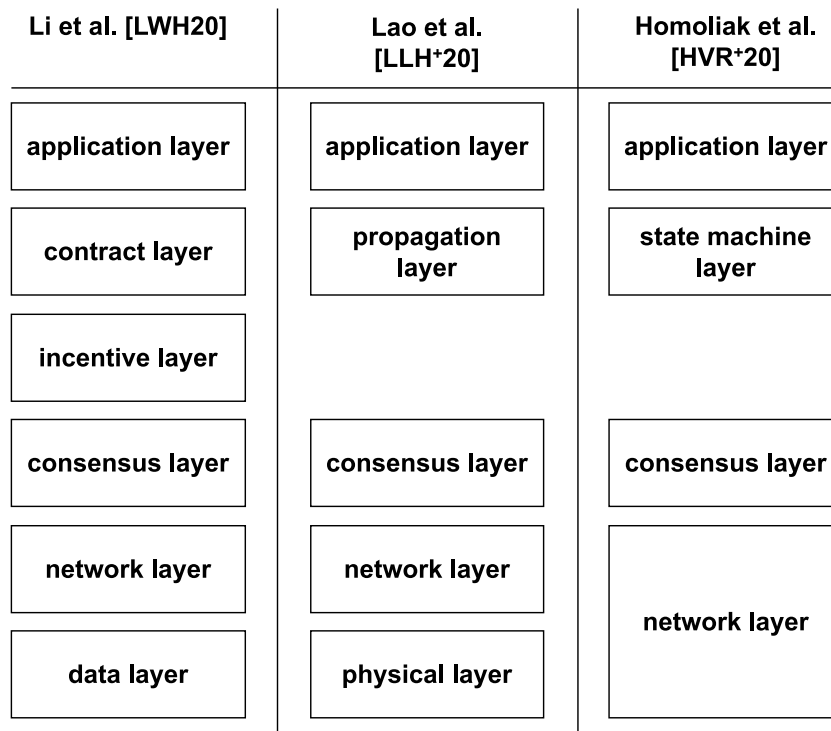 Li et al. [LWH20]
Lao et al.
[LLH+20]
Homoliak et al.
[HVR+20]
application layer
application layer
application layer
contract layer
propagation
layer
state machine
layer
incentive layer
consensus layer
consensus layer
consensus layer
network layer
network layer
network layer
data layer
physical layer